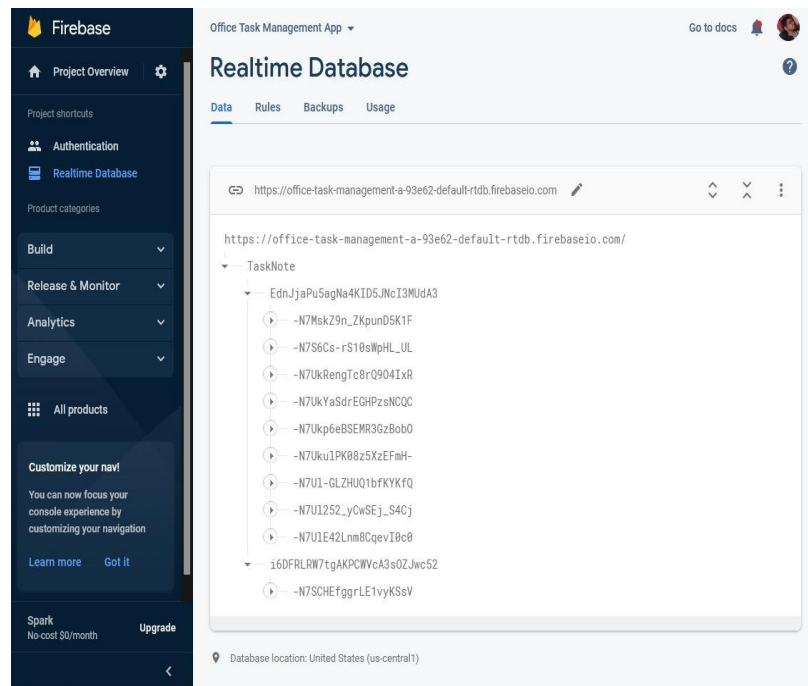 Firebase
Project Overview
Project shortcuts
Authentication
Realtime Database
Product categories
Build
Release & Monitor
Analytics
Engage
All products
Customize your nav!
You can now focus your
console experience by
customizing your navigation
Learn more Got it
Spark
No-cost $0/month
Upgrade
Office Task Management App
Go to docs
Realtime Database
Data Rules Backups Usage
https://office-task-management-a-93e62-default-rtdb.firebaseio.com
https://office-task-management-a-93e62-default-rtdb.firebaseio.com/
TaskNote
EdnJjaPu5agNa4KID5JNcI3MUdA3
-N7MskZ9n_ZKpunD5K1F
-N7S6Cs-rS10sWpHL_UL
-N7UkRengTc8rQ9O4IxR
-N7UkYaSdrEGHPzsNCQC
-N7Ukp6eBSEMR3GzBobO
-N7UkulPK08z5XzEFmH-
-N7Ul-GLZHUQ1bfKYKfQ
-N7Ul252_yCwSEj_S4Cj
-N7UlE42Lnm8CqevI0c0
i6DFRLRW7tgAKPCWVcA3sOZJwc52
-N7SCHEfggrLE1vyKSsV
Database location: United States (us-central1)